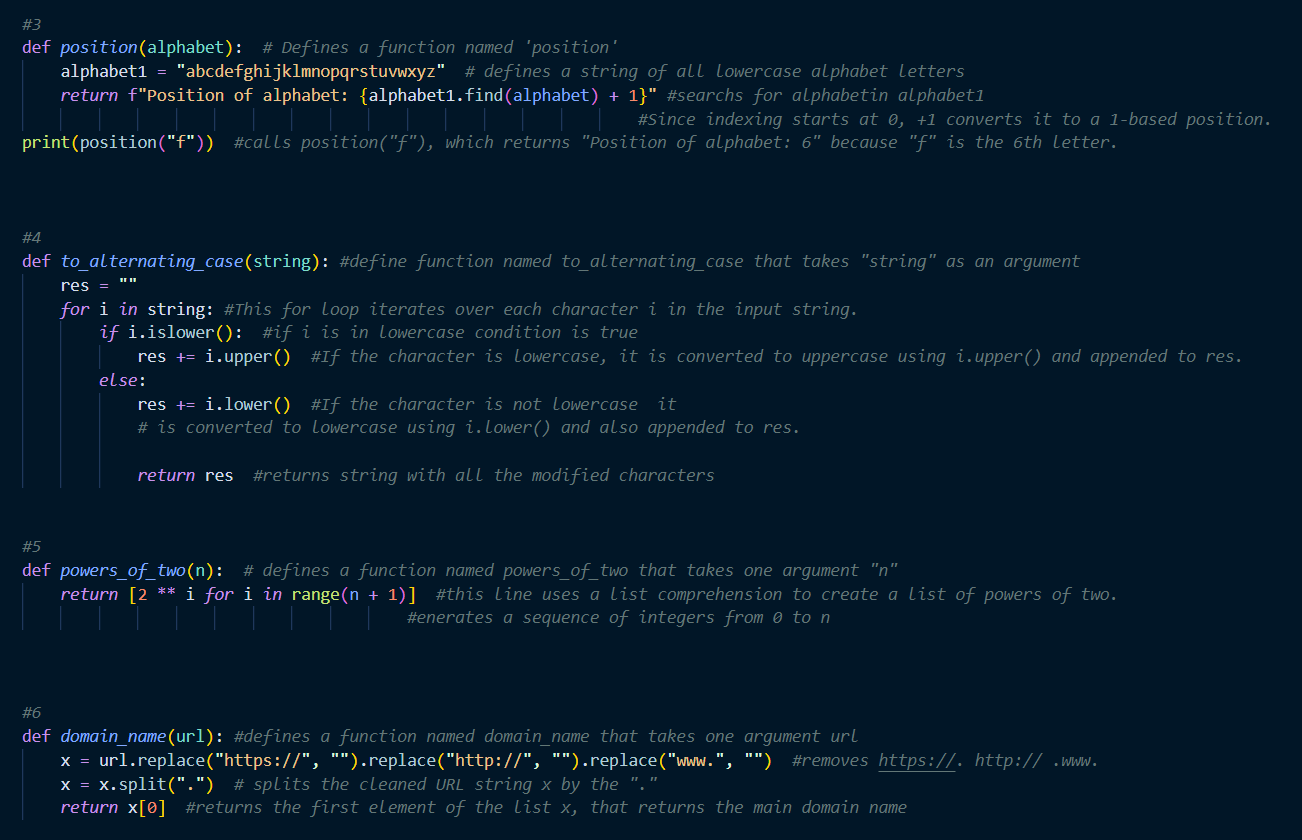 #3
def position(alphabet):  # Defines a function named 'position'
    alphabet1 = "abcdefghijklmnopqrstuvwxyz"  # defines a string of all lowercase alphabet letters
    return f"Position of alphabet: {alphabet1.find(alphabet) + 1}" #searchs for alphabetin alphabet1
                                                                #Since indexing starts at 0, +1 converts it to a 1-based position.
print(position("f"))  #calls position("f"), which returns "Position of alphabet: 6" because "f" is the 6th letter.
#4
def to_alternating_case(string): #define function named to_alternating_case that takes "string" as an argument
    res = ""
    for i in string: #This for loop iterates over each character i in the input string.
        if i.islower():  #if i is in lowercase condition is true
            res += i.upper()  #If the character is lowercase, it is converted to uppercase using i.upper() and appended to res.
        else:
            res += i.lower()  #If the character is not lowercase  it
            # is converted to lowercase using i.lower() and also appended to res.
            return res  #returns string with all the modified characters
#5
def powers_of_two(n):  # defines a function named powers_of_two that takes one argument "n"
    return [2 ** i for i in range(n + 1)]  #this line uses a list comprehension to create a list of powers of two.
                                        #enerates a sequence of integers from 0 to n
#6
def domain_name(url): #defines a function named domain_name that takes one argument url
    x = url.replace("https://", "").replace("http://", "").replace("www.", "")  #removes https://. http:// .www.
    x = x.split(".")  # splits the cleaned URL string x by the "."
    return x[0]  #returns the first element of the list x, that returns the main domain name